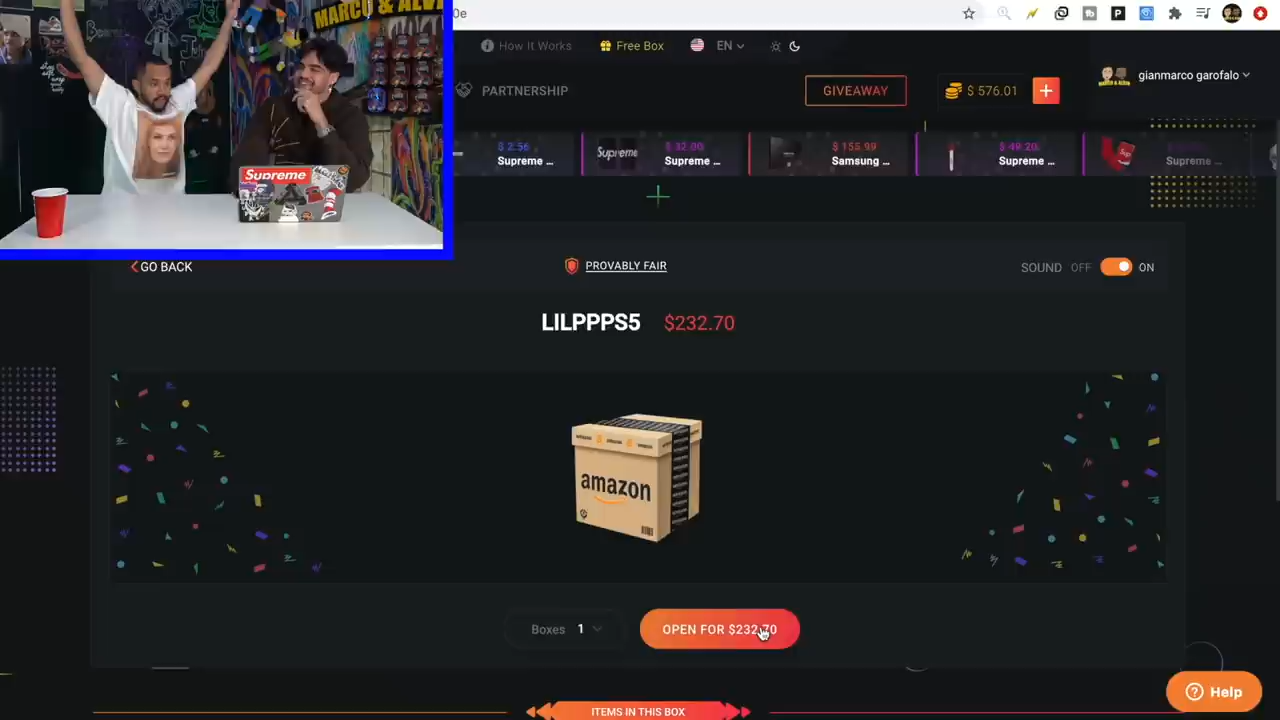 MARCO & ALVI
Supreme
0e
How It Works
Free Box
EN
PARTNERSHIP
GIVEAWAY
$ 576.01
+
gianmarco garofalo
$ 2.56
Supreme ...
Supreme
$ 32.00
Supreme ...
$ 155.99
Samsung ...
$ 49.20
Supreme ...
Supreme ...
GO BACK
PROVABLY FAIR
SOUND OFF ON
LILPPPS5 $232.70
amazon
Boxes 1
OPEN FOR $232.70
ITEMS IN THIS BOX
Help